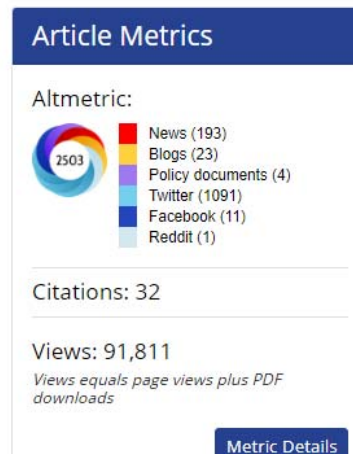 Article Metrics
Altmetric:
2503
News (193)
Blogs (23)
Policy documents (4)
Twitter (1091)
Facebook (11)
Reddit (1)
Citations: 32
Views: 91,811
Views equals page views plus PDF
downloads
Metric Details